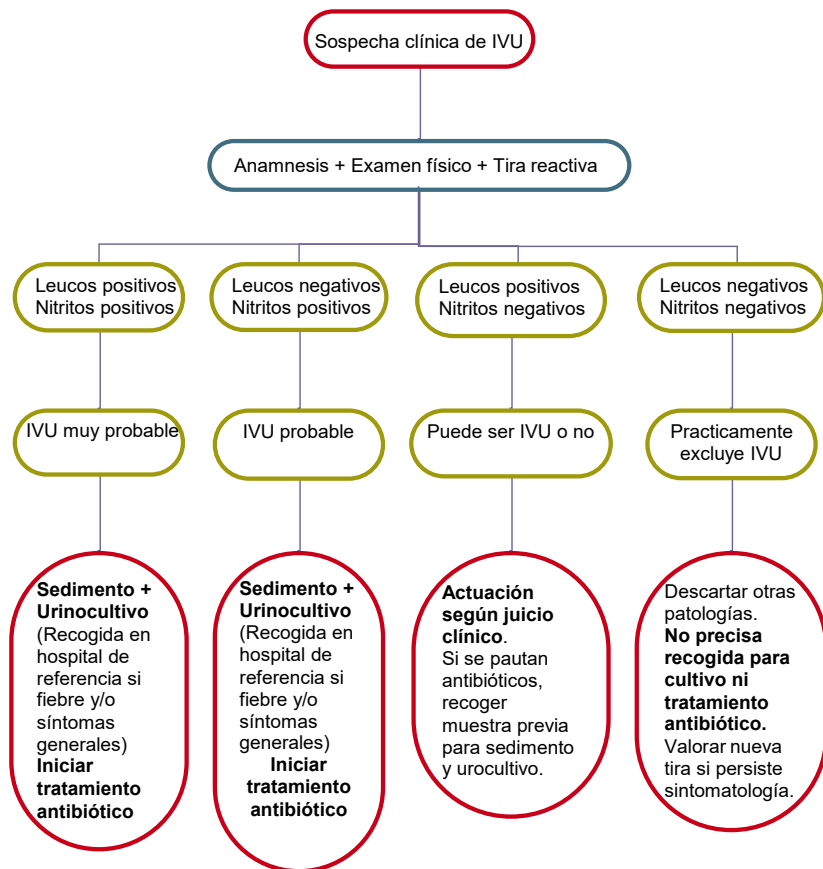 Sospecha clínica de IVU
Anamnesis + Examen físico + Tira reactiva
Leucos positivos
Nitritos positivos
Leucos negativos
Nitritos positivos
Leucos positivos
Nitritos negativos
Leucos negativos
Nitritos negativos
IVU muy probable
IVU probable
Puede ser IVU o no
Practicamente
excluye IVU
Sedimento +
Urinocultivo
(Recogida en
hospital de
referencia si
fiebre y/o
síntomas
generales)
Iniciar
tratamiento
antibiótico
Sedimento +
Urinocultivo
(Recogida en
hospital de
referencia si
fiebre y/o
síntomas
generales)
Iniciar
tratamiento
antibiótico
Actuación
según juicio
clínico.
Si se pautan
antibióticos,
recoger
muestra previa
para sedimento
y urocultivo.
Descartar otras
patologías.
No precisa
recogida para
cultivo ni
tratamiento
antibiótico.
Valorar nueva
tira si persiste
sintomatología.